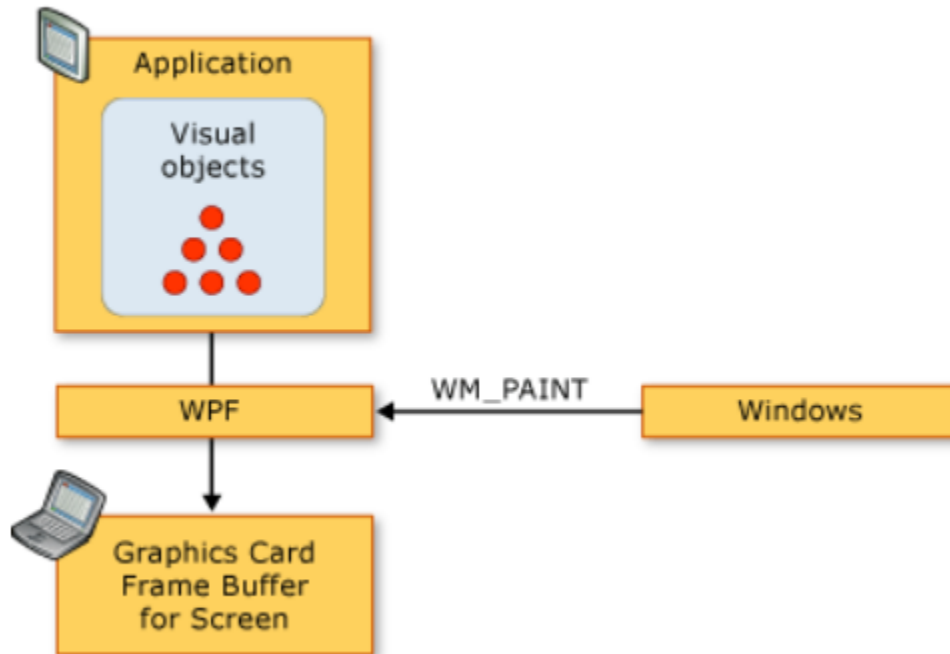 Application
Visual
objects
WPF
WM_PAINT
Windows
Graphics Card
Frame Buffer
for Screen